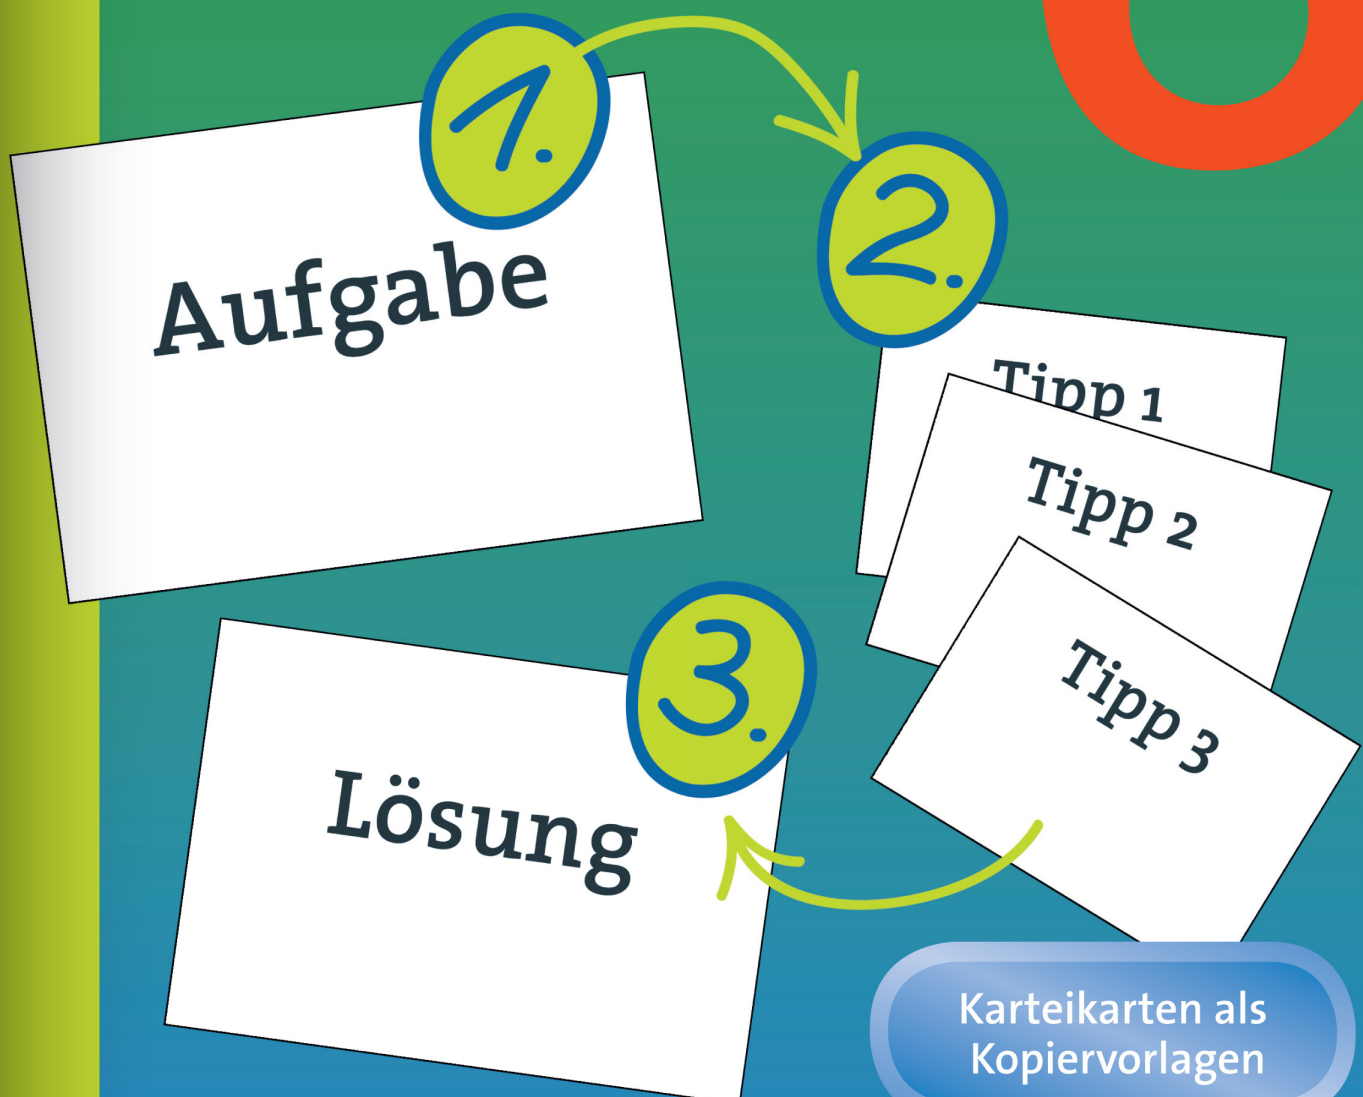 1.
Aufgabe
2.
Tipp 1
Tipp 2
Tipp 3
3.
Lösung
Karteikarten als
Kopiervorlagen